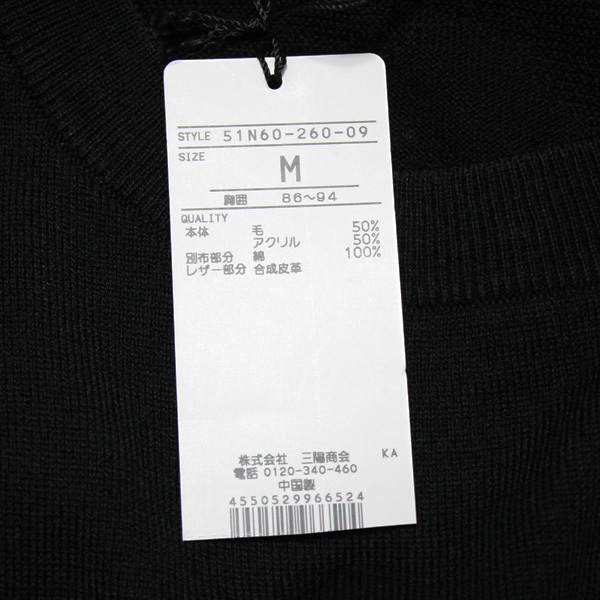 STYLE 51N60-260-09
SIZE
M
胸囲 86〜94
QUALITY
本体 毛 50%
アクリル 50%
別布部分 綿 100%
レザー部分 合成皮革
株式会社 三陽商会 KA
電話 0120-340-460
中国製
4550529966524